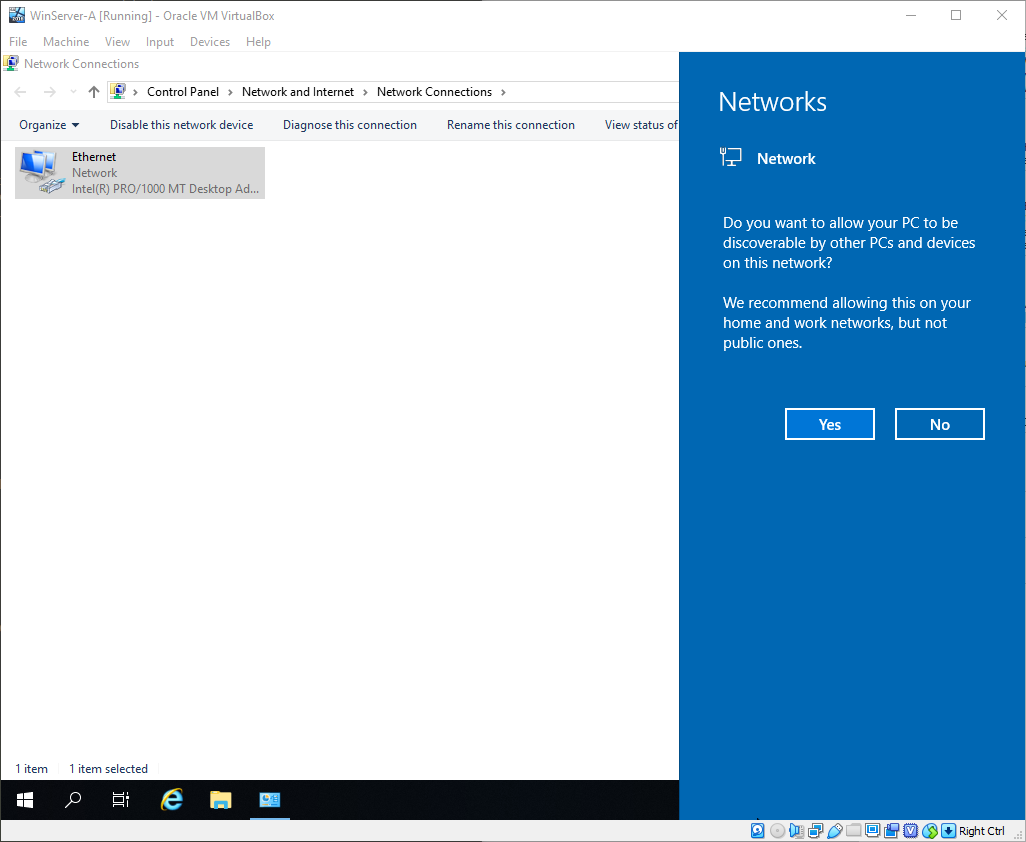 WinServer-A [Running] - Oracle VM VirtualBox
File Machine View Input Devices Help
Network Connections
Control Panel > Network and Internet > Network Connections >
Organize Disable this network device Diagnose this connection Rename this connection View status of
Ethernet
Network
Intel(R) PRO/1000 MT Desktop Ad...
1 item 1 item selected
Networks
Network
Do you want to allow your PC to be
discoverable by other PCs and devices
on this network?
We recommend allowing this on your
home and work networks, but not
public ones.
Yes No
Right Ctrl